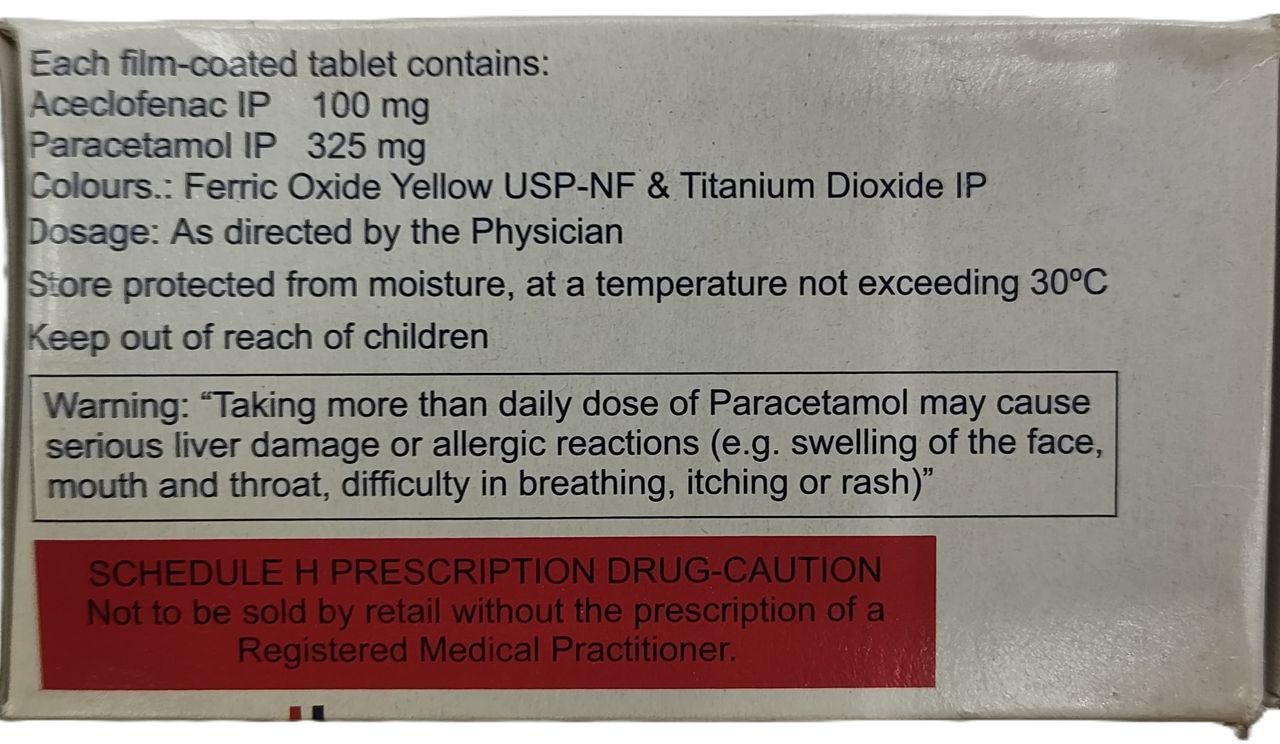 Each film-coated tablet contains:
Aceclofenac IP 100 mg
Paracetamol IP 325 mg
Colours.: Ferric Oxide Yellow USP-NF & Titanium Dioxide IP
Dosage: As directed by the Physician
Store protected from moisture, at a temperature not exceeding 30ºC
Keep out of reach of children
Warning: “Taking more than daily dose of Paracetamol may cause
serious liver damage or allergic reactions (e.g. swelling of the face,
mouth and throat, difficulty in breathing, itching or rash)”
SCHEDULE H PRESCRIPTION DRUG-CAUTION
Not to be sold by retail without the prescription of a
Registered Medical Practitioner.